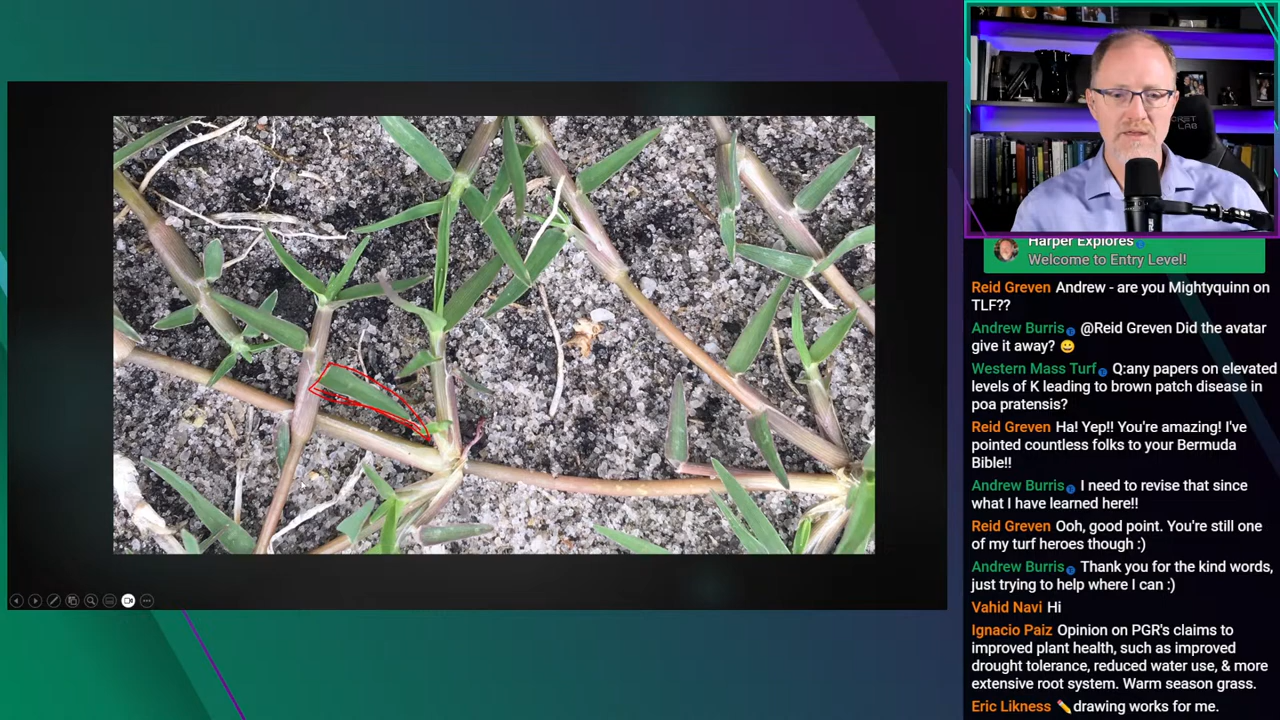 CRET
LAB
Harper Explores
Welcome to Entry Level!
Reid Greven Andrew - are you Mightyquinn on
TLF??
Andrew Burris @Reid Greven Did the avatar
give it away? 😀
Western Mass Turf Q:any papers on elevated
levels of K leading to brown patch disease in
poa pratensis?
Reid Greven Ha! Yep!! You're amazing! I've
pointed countless folks to your Bermuda
Bible!!
Andrew Burris I need to revise that since
what I have learned here!!
Reid Greven Ooh, good point. You're still one
of my turf heroes though :)
Andrew Burris Thank you for the kind words,
just trying to help where I can :)
Vahid Navi Hi
Ignacio Paiz Opinion on PGR's claims to
improved plant health, such as improved
drought tolerance, reduced water use, & more
extensive root system. Warm season grass.
Eric Likness ✏️drawing works for me.